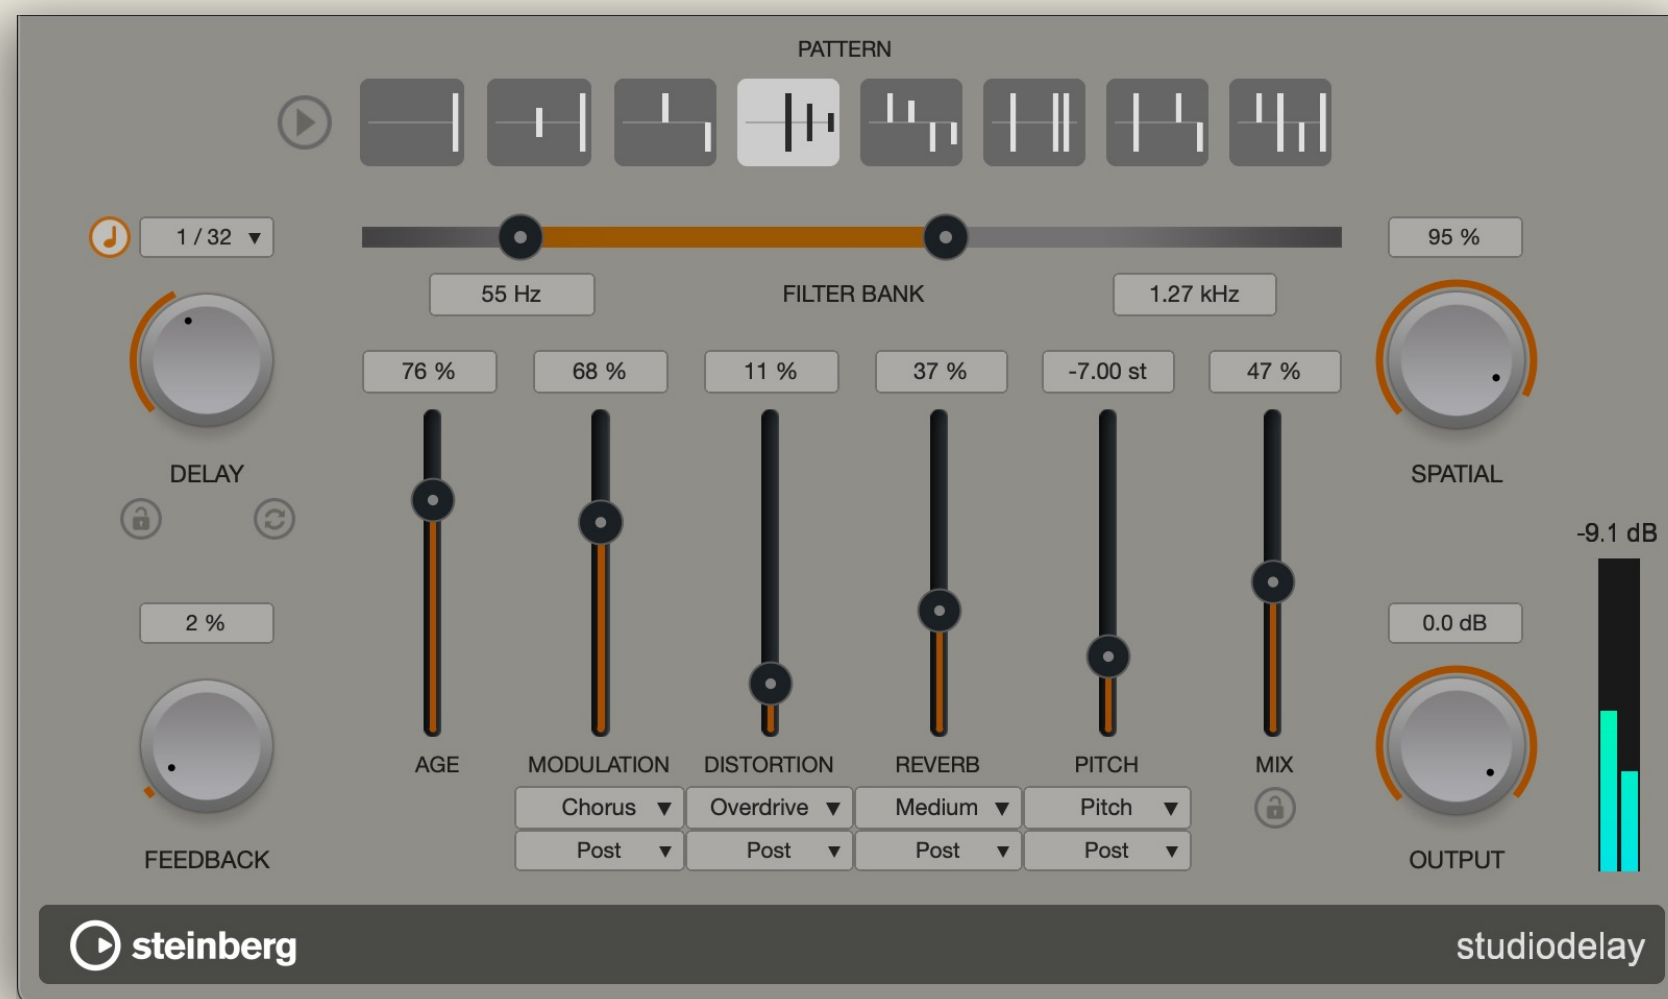 PATTERN
1 / 32
95 %
55 Hz
FILTER BANK
1.27 kHz
76 %
68 %
11 %
37 %
-7.00 st
47 %
DELAY
SPATIAL
-9.1 dB
2 %
0.0 dB
AGE
MODULATION
DISTORTION
REVERB
PITCH
MIX
Chorus
Overdrive
Medium
Pitch
Post
Post
Post
Post
FEEDBACK
OUTPUT
steinberg
studiodelay